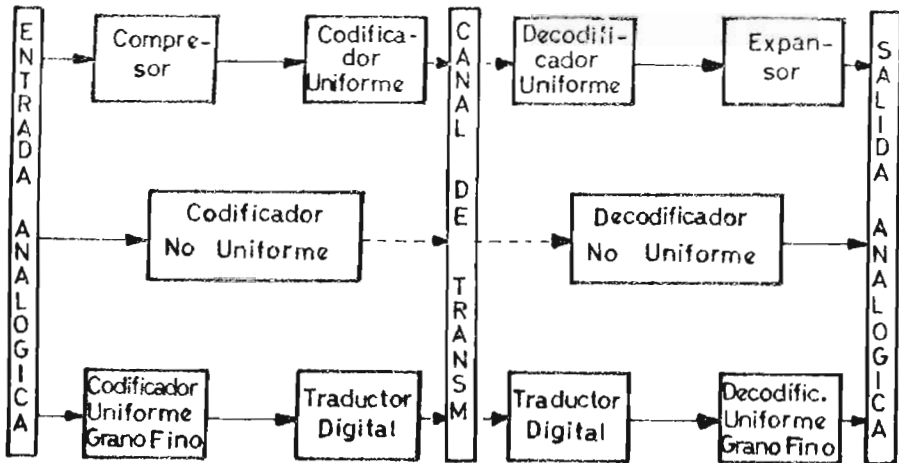 ENTRADA ANALOGICA
Compre-
sor
Codifica-
dor
Uniforme
CANAL DE TRANSM
Decodifi-
cador
Uniforme
Expan-
sor
SALIDA ANALOGICA
Codificador
No Uniforme
Decodificador
No Uniforme
Codificador
Uniforme
Grano Fino
Traductor
Digital
Traductor
Digital
Decodific.
Uniforme
Grano Fino